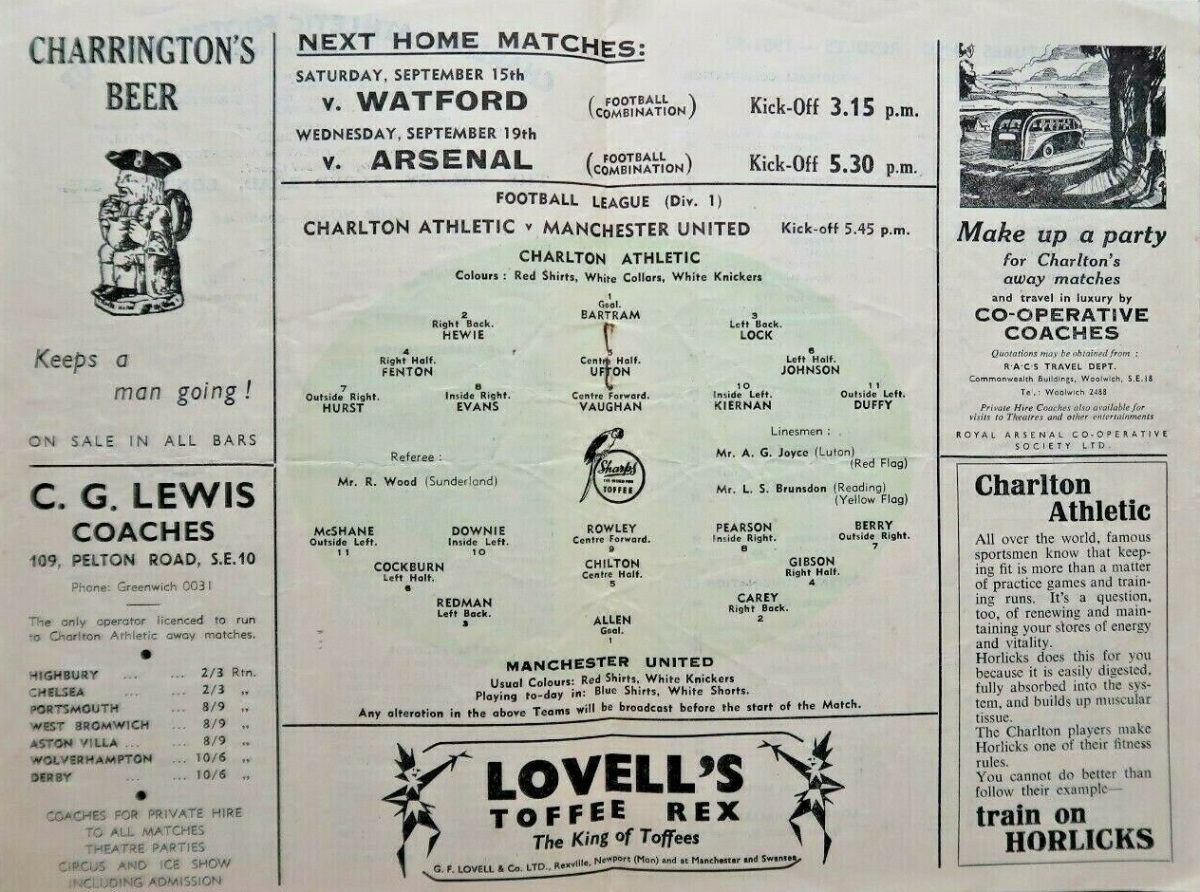 CHARRINGTON'S
BEER
Keeps a
man going!
ON SALE IN ALL BARS
C. G. LEWIS
COACHES
109, PELTON ROAD, S.E.10
Phone: Greenwich 0031
The only operator licenced to run
to Charlton Athletic away matches.
HIGHBURY ... ... 2/3 Rtn.
CHELSEA ... ... 2/3 ,,
PORTSMOUTH ... 8/9 ,,
WEST BROMWICH ... 8/9 ,,
ASTON VILLA ... ... 8/9 ,,
WOLVERHAMPTON ... 10/6 ,,
DERBY ... ... 10/6 ,,
COACHES FOR PRIVATE HIRE
TO ALL MATCHES
THEATRE PARTIES
CIRCUS AND ICE SHOW
INCLUDING ADMISSION
NEXT HOME MATCHES:
SATURDAY, SEPTEMBER 15th
v. WATFORD (FOOTBALL COMBINATION) Kick-Off 3.15 p.m.
WEDNESDAY, SEPTEMBER 19th
v. ARSENAL (FOOTBALL COMBINATION) Kick-Off 5.30 p.m.
FOOTBALL LEAGUE (Div. 1)
CHARLTON ATHLETIC v MANCHESTER UNITED Kick-off 5.45 p.m.
CHARLTON ATHLETIC
Colours : Red Shirts, White Collars, White Knickers
1
Goal.
BARTRAM
2 3
Right Back. Left Back.
HEWIE LOCK
4 5 6
Right Half. Centre Half. Left Half.
FENTON UFTON JOHNSON
7 8 9 10 11
Outside Right. Inside Right. Centre Forward. Inside Left. Outside Left.
HURST EVANS VAUGHAN KIERNAN DUFFY
Referee :
Mr. R. Wood (Sunderland)
Sharps
THE WORD FOR
TOFFEE
Linesmen :
Mr. A. G. Joyce (Luton)
(Red Flag)
Mr. L. S. Brunsdon (Reading)
(Yellow Flag)
McSHANE DOWNIE ROWLEY PEARSON BERRY
Outside Left. Inside Left. Centre Forward. Inside Right. Outside Right.
11 10 9 8 7
COCKBURN CHILTON GIBSON
Left Half. Centre Half. Right Half.
6 5 4
REDMAN CAREY
Left Back. Right Back.
3 2
ALLEN
Goal.
1
MANCHESTER UNITED
Usual Colours: Red Shirts, White Knickers
Playing to-day in: Blue Shirts, White Shorts.
Any alteration in the above Teams will be broadcast before the start of the Match.
LOVELL'S
TOFFEE REX
The King of Toffees
G. F. LOVELL & Co. LTD., Rexville, Newport (Mon) and at Manchester and Swansea
Make up a party
for Charlton's
away matches
and travel in luxury by
CO-OPERATIVE
COACHES
Quotations may be obtained from :
R·A·C·S TRAVEL DEPT.
Commonwealth Buildings, Woolwich, S.E.18
Tel.: Woolwich 2488
Private Hire Coaches also available for
visits to Theatres and other entertainments
ROYAL ARSENAL CO-OPERATIVE
SOCIETY LTD.
Charlton
Athletic
All over the world, famous
sportsmen know that keep-
ing fit is more than a matter
of practice games and train-
ing runs. It's a question,
too, of renewing and main-
taining your stores of energy
and vitality.
Horlicks does this for you
because it is easily digested,
fully absorbed into the sys-
tem, and builds up muscular
tissue.
The Charlton players make
Horlicks one of their fitness
rules.
You cannot do better than
follow their example—
train on
HORLICKS